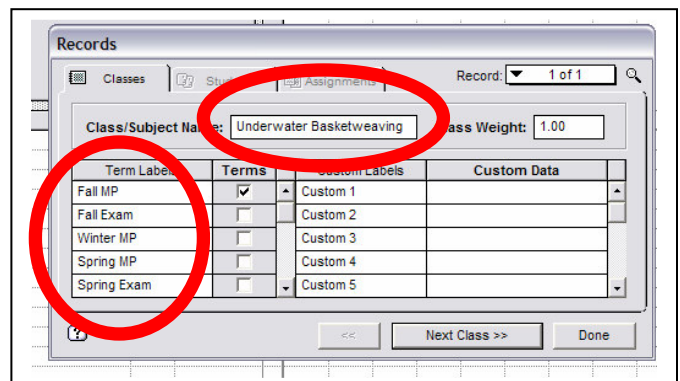 Records
Classes Assignments Record: 1 of 1
Class/Subject Name: Underwater Basketweaving Weight: 1.00
Term Labels Terms Labels Custom Data
Fall MP Custom 1
Fall Exam Custom 2
Winter MP Custom 3
Spring MP Custom 4
Spring Exam Custom 5
? << Next Class >> Done